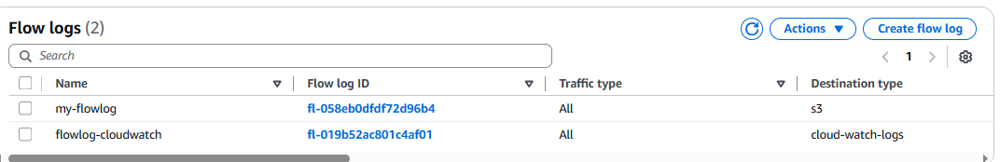 Flow logs (2)
Actions
Create flow log
Search
1
Name Flow log ID Traffic type Destination type
my-flowlog fl-058eb0dfdf72d96b4 All s3
flowlog-cloudwatch fl-019b52ac801c4af01 All cloud-watch-logs